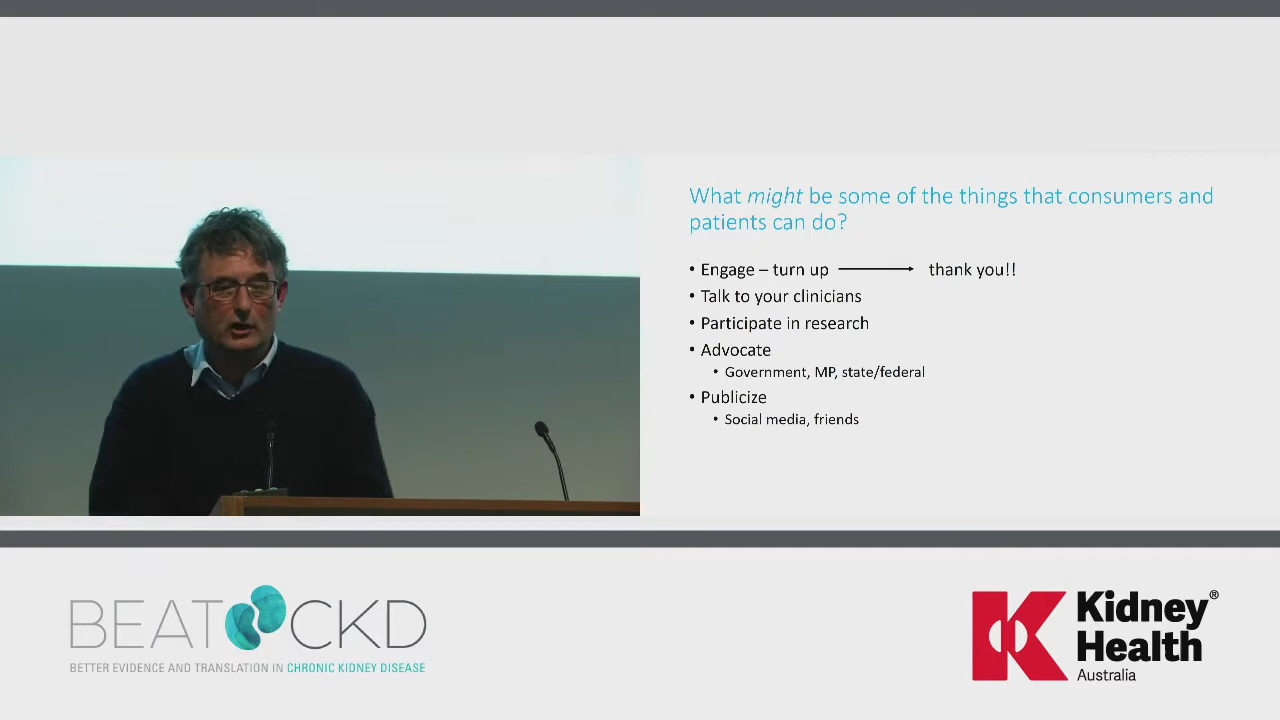 What might be some of the things that consumers and
patients can do?
• Engage – turn up ⟶ thank you!!
• Talk to your clinicians
• Participate in research
• Advocate
• Government, MP, state/federal
• Publicize
• Social media, friends
BEAT CKD
BETTER EVIDENCE AND TRANSLATION IN CHRONIC KIDNEY DISEASE
Kidney®
Health
Australia